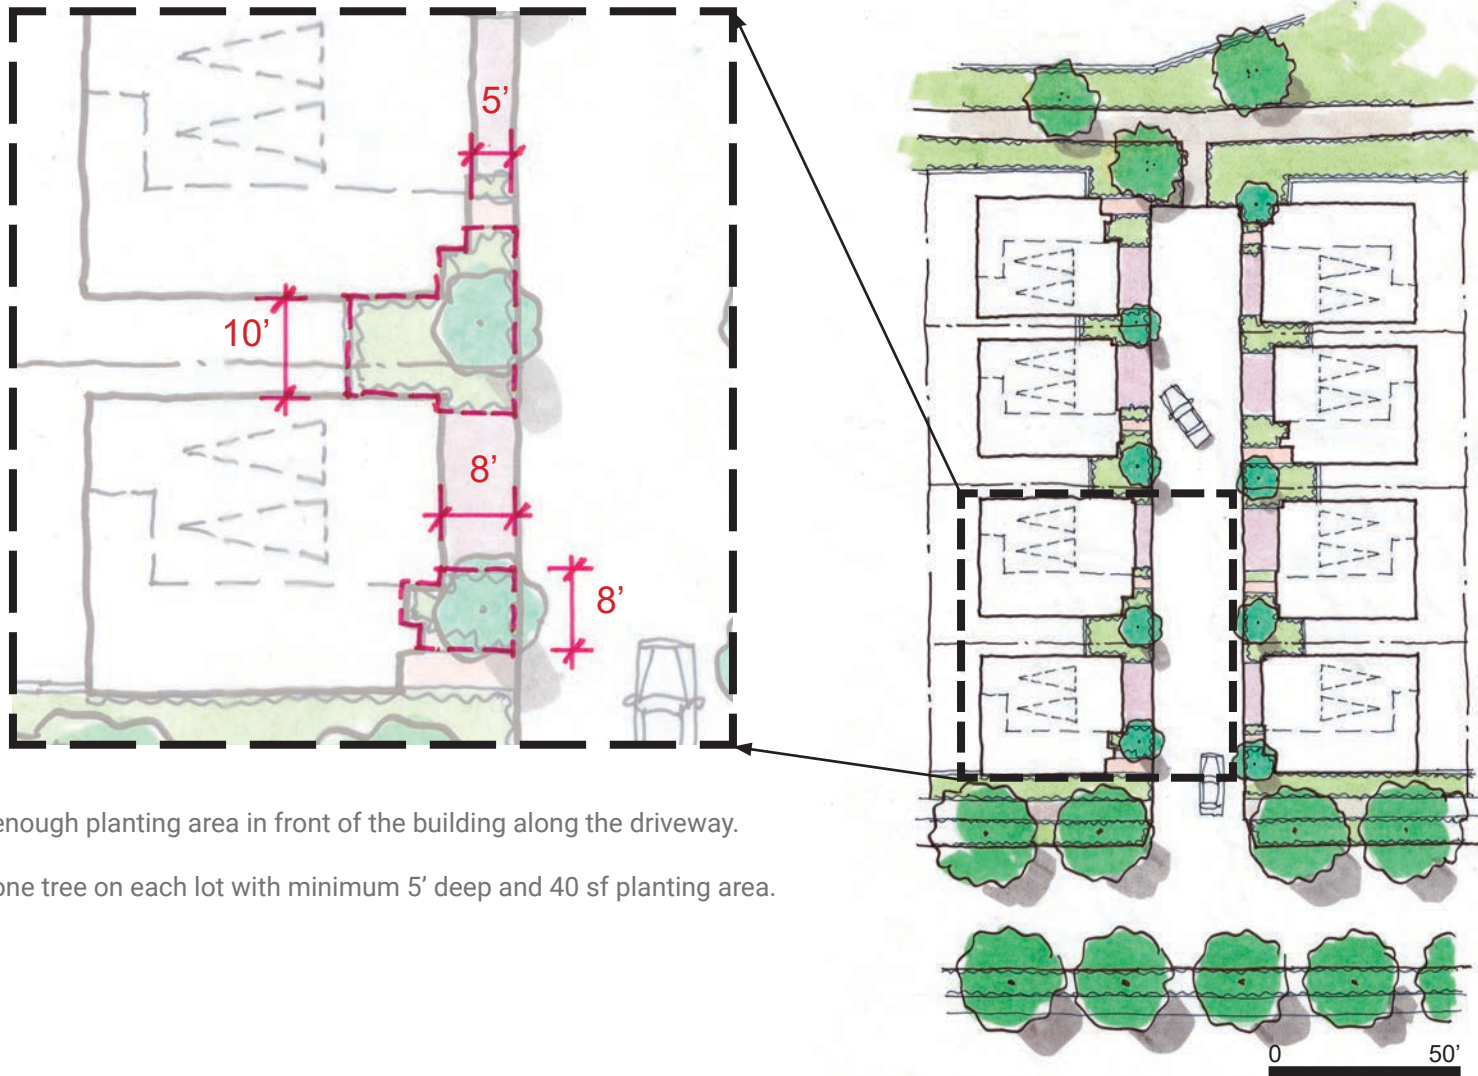 5’
10’
8’
8’
enough planting area in front of the building along the driveway.
one tree on each lot with minimum 5’ deep and 40 sf planting area.
0 50’